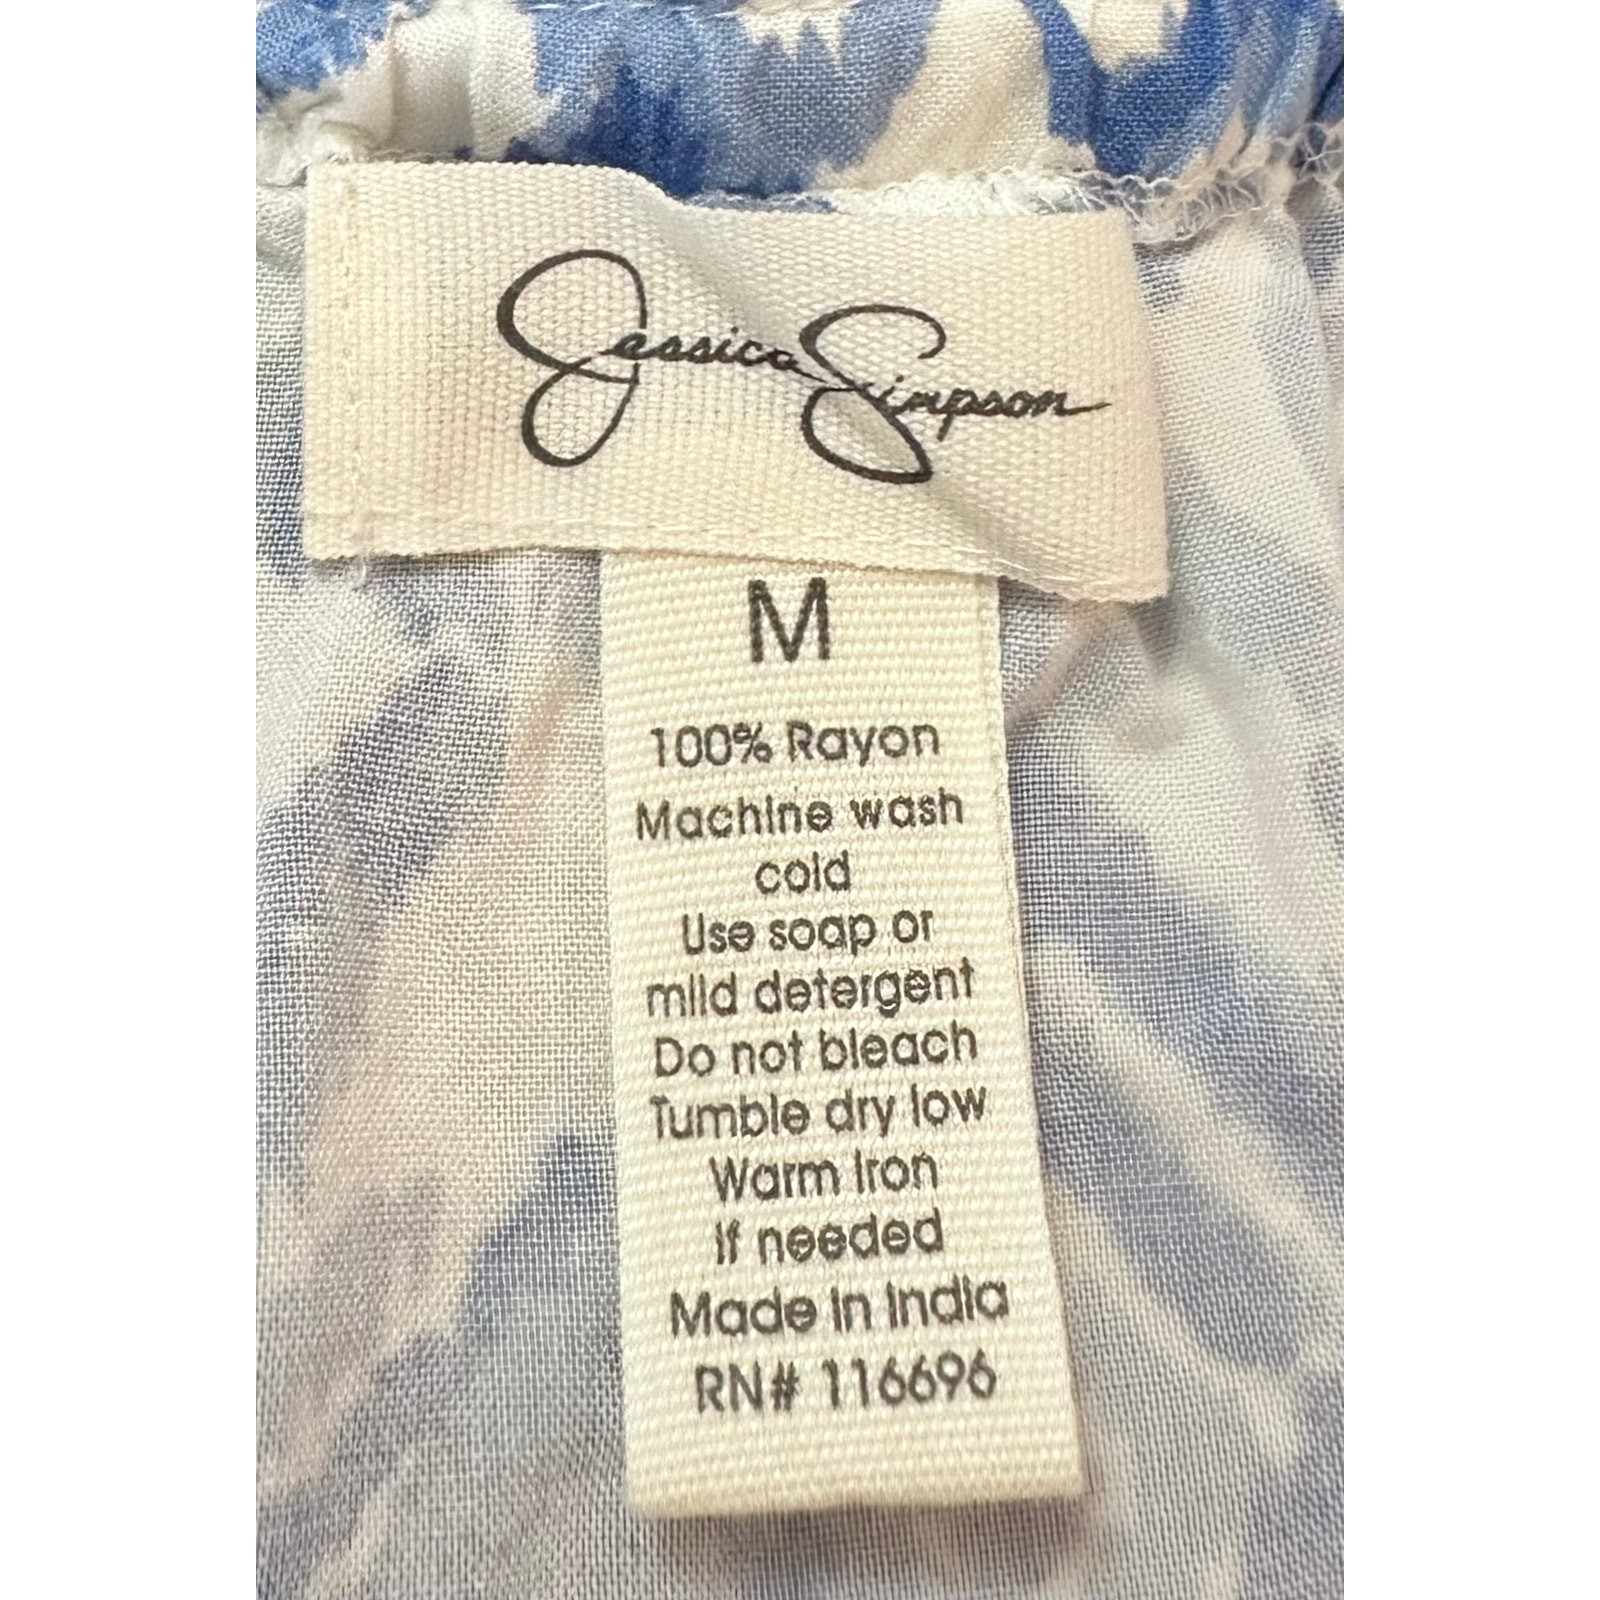 Jessica Simpson
M
100% Rayon
Machine wash
cold
Use soap or
mild detergent
Do not bleach
Tumble dry low
Warm Iron
If needed
Made in India
RN# 116696